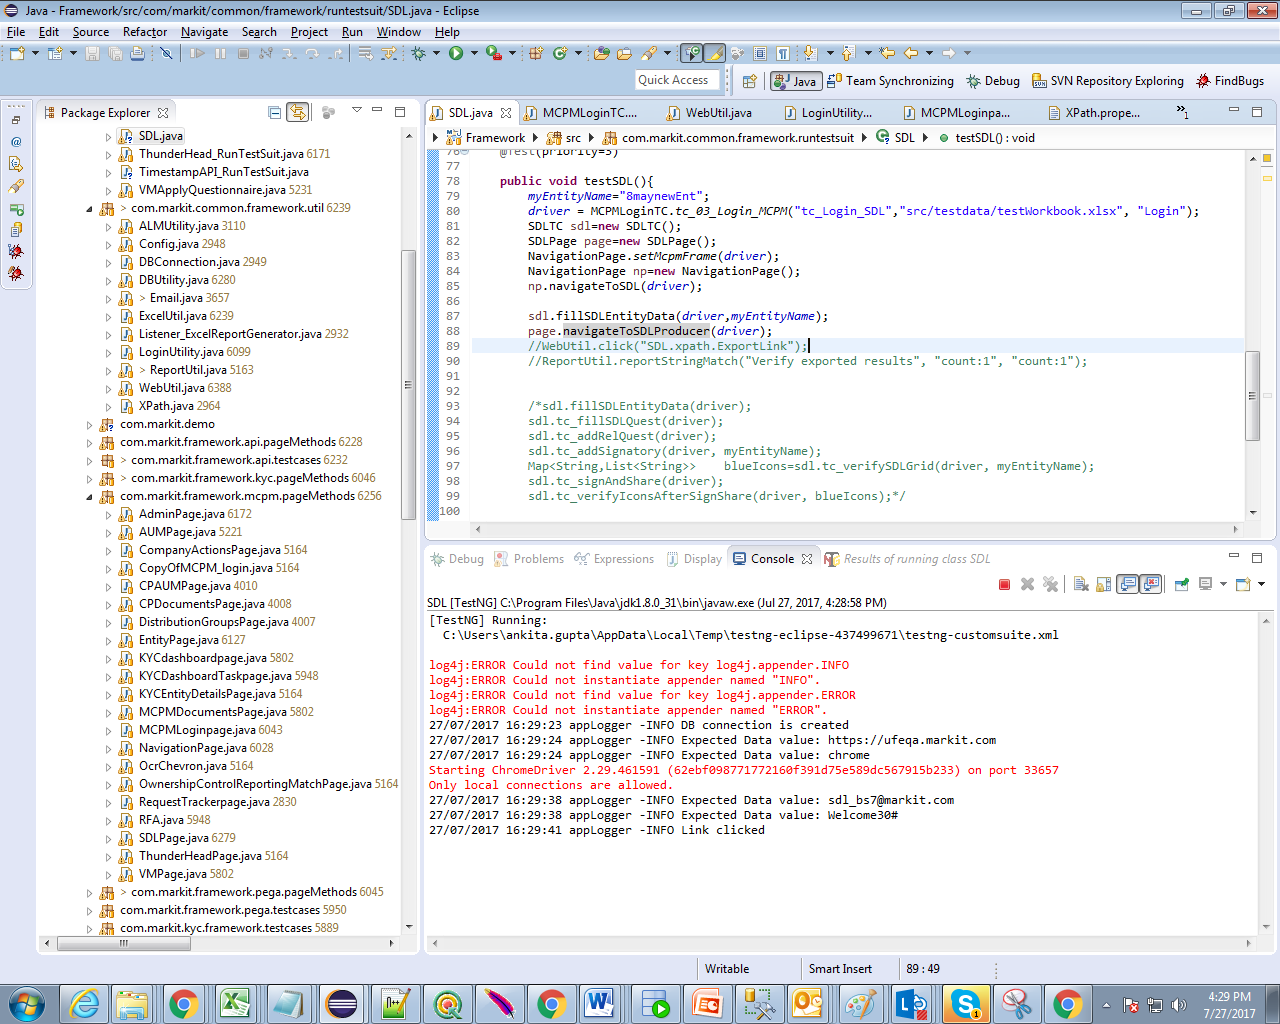 Java - Framework/src/com/markit/common/framework/runtestsuit/SDL.java - Eclipse
File Edit Source Refactor Navigate Search Project Run Window Help
Quick Access Java Team Synchronizing Debug SVN Repository Exploring FindBugs
Package Explorer
SDL.java
ThunderHead_RunTestSuit.java 6171
TimestampAPI_RunTestSuit.java
VMApplyQuestionnaire.java 5231
> com.markit.common.framework.util 6239
ALMUtility.java 3110
Config.java 2948
DBConnection.java 2949
DBUtility.java 6280
> Email.java 3657
ExcelUtil.java 6239
Listener_ExcelReportGenerator.java 2932
LoginUtility.java 6099
> ReportUtil.java 5163
WebUtil.java 6388
XPath.java 2964
com.markit.demo
com.markit.framework.api.pageMethods 6228
> com.markit.framework.api.testcases 6232
> com.markit.framework.kyc.pageMethods 6046
com.markit.framework.mcpm.pageMethods 6256
AdminPage.java 6172
AUMPage.java 5221
CompanyActionsPage.java 5164
CopyOfMCPM_login.java 5164
CPAUMPage.java 4010
CPDocumentsPage.java 4008
DistributionGroupsPage.java 4007
EntityPage.java 6127
KYCdashboardpage.java 5802
KYCDashboardTaskpage.java 5948
KYCEntityDetailsPage.java 5164
MCPMDocumentsPage.java 5802
MCPMLoginpage.java 6043
NavigationPage.java 6028
OcrChevron.java 5164
OwnershipControlReportingMatchPage.java 5164
RequestTrackerpage.java 2830
RFA.java 5948
SDLPage.java 6279
ThunderHeadPage.java 5164
VMPage.java 5802
> com.markit.framework.pega.pageMethods 6045
com.markit.framework.pega.testcases 5950
com.markit.kyc.framework.testcases 5889
SDL.java MCPMLoginTC.... WebUtil.java LoginUtility.... MCPMLoginpa... XPath.prope... »1
Framework src com.markit.common.framework.runtestsuit SDL testSDL() : void
76 @Test(priority=3)
77
78 public void testSDL(){
79 myEntityName="8maynewEnt";
80 driver = MCPMLoginTC.tc_03_Login_MCPM("tc_Login_SDL","src/testdata/testWorkbook.xlsx", "Login");
81 SDLTC sdl=new SDLTC();
82 SDLPage page=new SDLPage();
83 NavigationPage.setMcpmFrame(driver);
84 NavigationPage np=new NavigationPage();
85 np.navigateToSDL(driver);
86
87 sdl.fillSDLEntityData(driver,myEntityName);
88 page.navigateToSDLProducer(driver);
89 //WebUtil.click("SDL.xpath.ExportLink");
90 //ReportUtil.reportStringMatch("Verify exported results", "count:1", "count:1");
91
92
93 /*sdl.fillSDLEntityData(driver);
94 sdl.tc_fillSDLQuest(driver);
95 sdl.tc_addRelQuest(driver);
96 sdl.tc_addSignatory(driver, myEntityName);
97 Map<String,List<String>> blueIcons=sdl.tc_verifySDLGrid(driver, myEntityName);
98 sdl.tc_signAndShare(driver);
99 sdl.tc_verifyIconsAfterSignShare(driver, blueIcons);*/
100
Debug Problems Expressions Display Console Results of running class SDL
SDL [TestNG] C:\Program Files\Java\jdk1.8.0_31\bin\javaw.exe (Jul 27, 2017, 4:28:58 PM)
[TestNG] Running:
C:\Users\ankita.gupta\AppData\Local\Temp\testng-eclipse-437499671\testng-customsuite.xml
log4j:ERROR Could not find value for key log4j.appender.INFO
log4j:ERROR Could not instantiate appender named "INFO".
log4j:ERROR Could not find value for key log4j.appender.ERROR
log4j:ERROR Could not instantiate appender named "ERROR".
27/07/2017 16:29:23 appLogger -INFO DB connection is created
27/07/2017 16:29:24 appLogger -INFO Expected Data value: https://ufeqa.markit.com
27/07/2017 16:29:24 appLogger -INFO Expected Data value: chrome
Starting ChromeDriver 2.29.461591 (62ebf098771772160f391d75e589dc567915b233) on port 33657
Only local connections are allowed.
27/07/2017 16:29:38 appLogger -INFO Expected Data value: sdl_bs7@markit.com
27/07/2017 16:29:38 appLogger -INFO Expected Data value: Welcome30#
27/07/2017 16:29:41 appLogger -INFO Link clicked
Writable Smart Insert 89 : 49
4:29 PM
7/27/2017